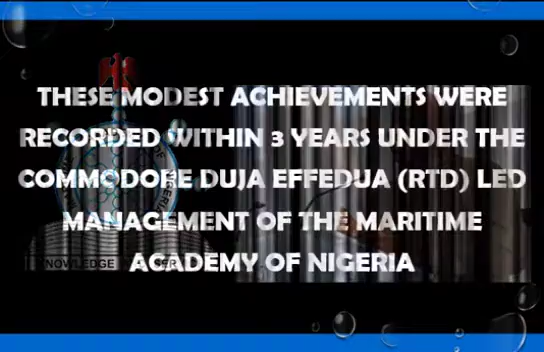 THESE MODEST ACHIEVEMENTS WERE
RECORDED WITHIN 3 YEARS UNDER THE
COMMODORE DUJA EFFEDUA (RTD) LED
MANAGEMENT OF THE MARITIME
ACADEMY OF NIGERIA
KNOWLEDGE